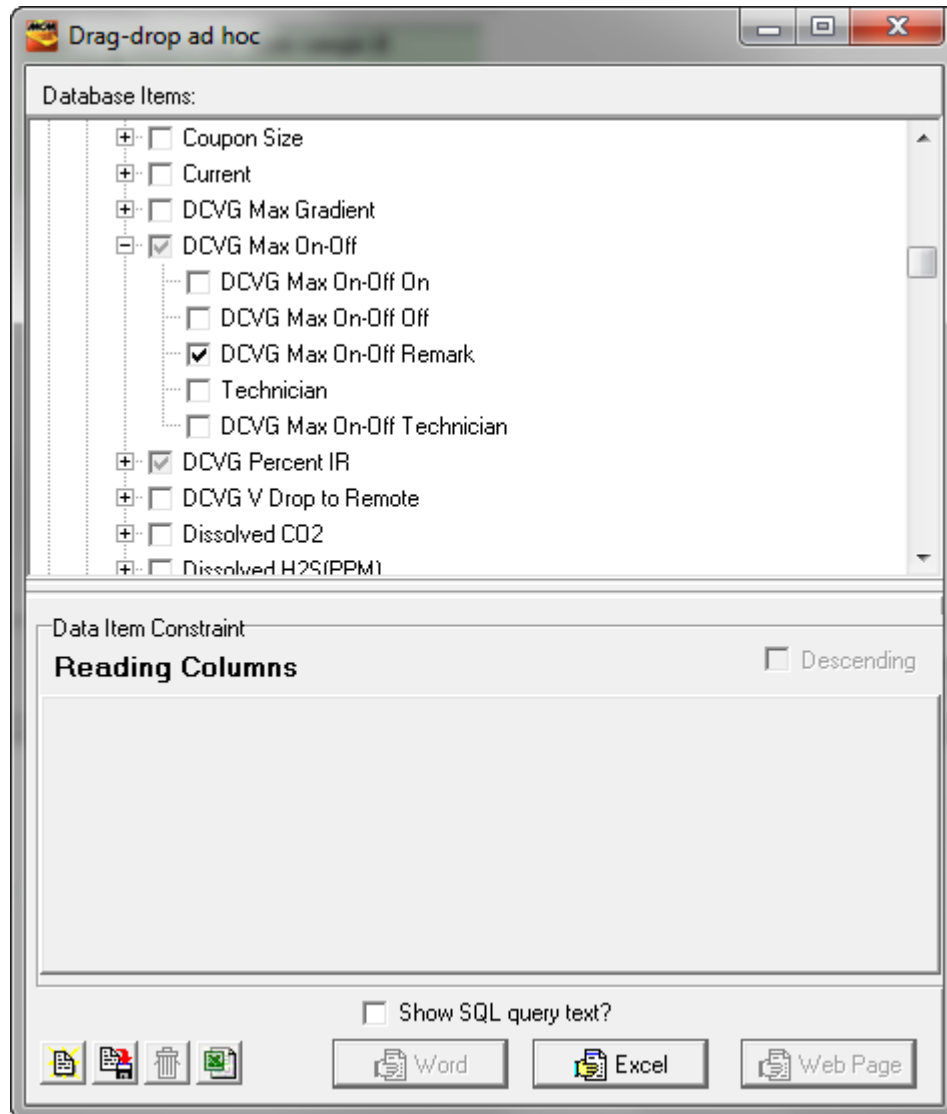 Drag-drop ad hoc
Database Items:
Coupon Size
Current
DCVG Max Gradient
DCVG Max On-Off
DCVG Max On-Off On
DCVG Max On-Off Off
DCVG Max On-Off Remark
Technician
DCVG Max On-Off Technician
DCVG Percent IR
DCVG V Drop to Remote
Dissolved CO2
Dissolved H2S(PPM)
Data Item Constraint
Reading Columns
Descending
Show SQL query text?
Word Excel Web Page